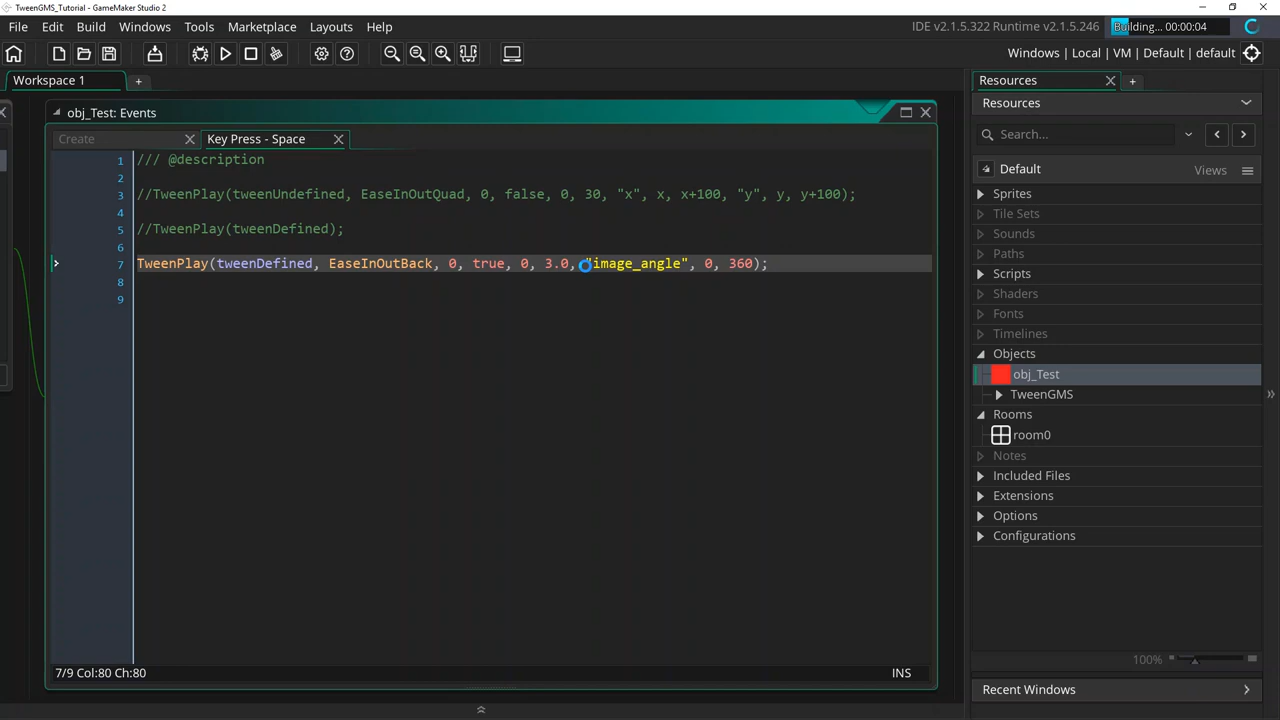 TweenGMS_Tutorial - GameMaker Studio 2
File Edit Build Windows Tools Marketplace Layouts Help
IDE v2.1.5.322 Runtime v2.1.5.246
Building... 00:00:04
Windows | Local | VM | Default | default
Workspace 1
Resources
obj_Test: Events
Resources
Create
Key Press - Space
Search...
1 /// @description
2
3 //TweenPlay(tweenUndefined, EaseInOutQuad, 0, false, 0, 30, "x", x, x+100, "y", y, y+100);
4
5 //TweenPlay(tweenDefined);
6
7 TweenPlay(tweenDefined, EaseInOutBack, 0, true, 0, 3.0, "image_angle", 0, 360);
8
9
Default
Views
Sprites
Tile Sets
Sounds
Paths
Scripts
Shaders
Fonts
Timelines
Objects
obj_Test
TweenGMS
Rooms
room0
Notes
Included Files
Extensions
Options
Configurations
100%
7/9 Col:80 Ch:80
INS
Recent Windows